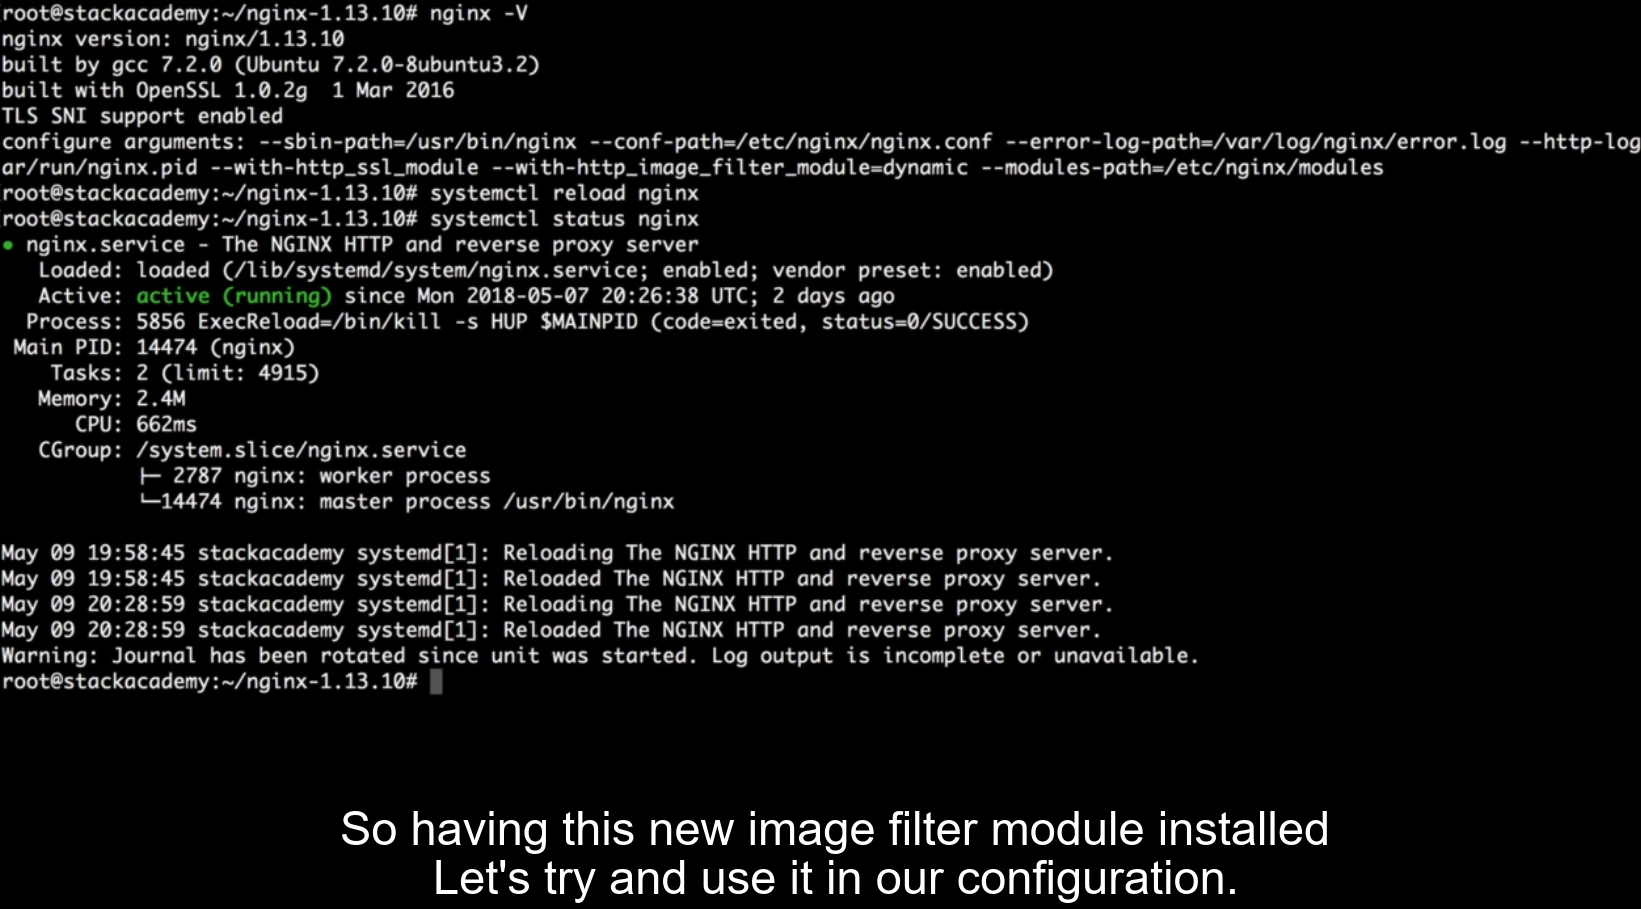 root@stackacademy:~/nginx-1.13.10# nginx -V
nginx version: nginx/1.13.10
built by gcc 7.2.0 (Ubuntu 7.2.0-8ubuntu3.2)
built with OpenSSL 1.0.2g  1 Mar 2016
TLS SNI support enabled
configure arguments: --sbin-path=/usr/bin/nginx --conf-path=/etc/nginx/nginx.conf --error-log-path=/var/log/nginx/error.log --http-log
ar/run/nginx.pid --with-http_ssl_module --with-http_image_filter_module=dynamic --modules-path=/etc/nginx/modules
root@stackacademy:~/nginx-1.13.10# systemctl reload nginx
root@stackacademy:~/nginx-1.13.10# systemctl status nginx
● nginx.service - The NGINX HTTP and reverse proxy server
   Loaded: loaded (/lib/systemd/system/nginx.service; enabled; vendor preset: enabled)
   Active: active (running) since Mon 2018-05-07 20:26:38 UTC; 2 days ago
  Process: 5856 ExecReload=/bin/kill -s HUP $MAINPID (code=exited, status=0/SUCCESS)
 Main PID: 14474 (nginx)
    Tasks: 2 (limit: 4915)
   Memory: 2.4M
      CPU: 662ms
   CGroup: /system.slice/nginx.service
           ├─ 2787 nginx: worker process
           └─14474 nginx: master process /usr/bin/nginx

May 09 19:58:45 stackacademy systemd[1]: Reloading The NGINX HTTP and reverse proxy server.
May 09 19:58:45 stackacademy systemd[1]: Reloaded The NGINX HTTP and reverse proxy server.
May 09 20:28:59 stackacademy systemd[1]: Reloading The NGINX HTTP and reverse proxy server.
May 09 20:28:59 stackacademy systemd[1]: Reloaded The NGINX HTTP and reverse proxy server.
Warning: Journal has been rotated since unit was started. Log output is incomplete or unavailable.
root@stackacademy:~/nginx-1.13.10#
So having this new image filter module installed
Let's try and use it in our configuration.